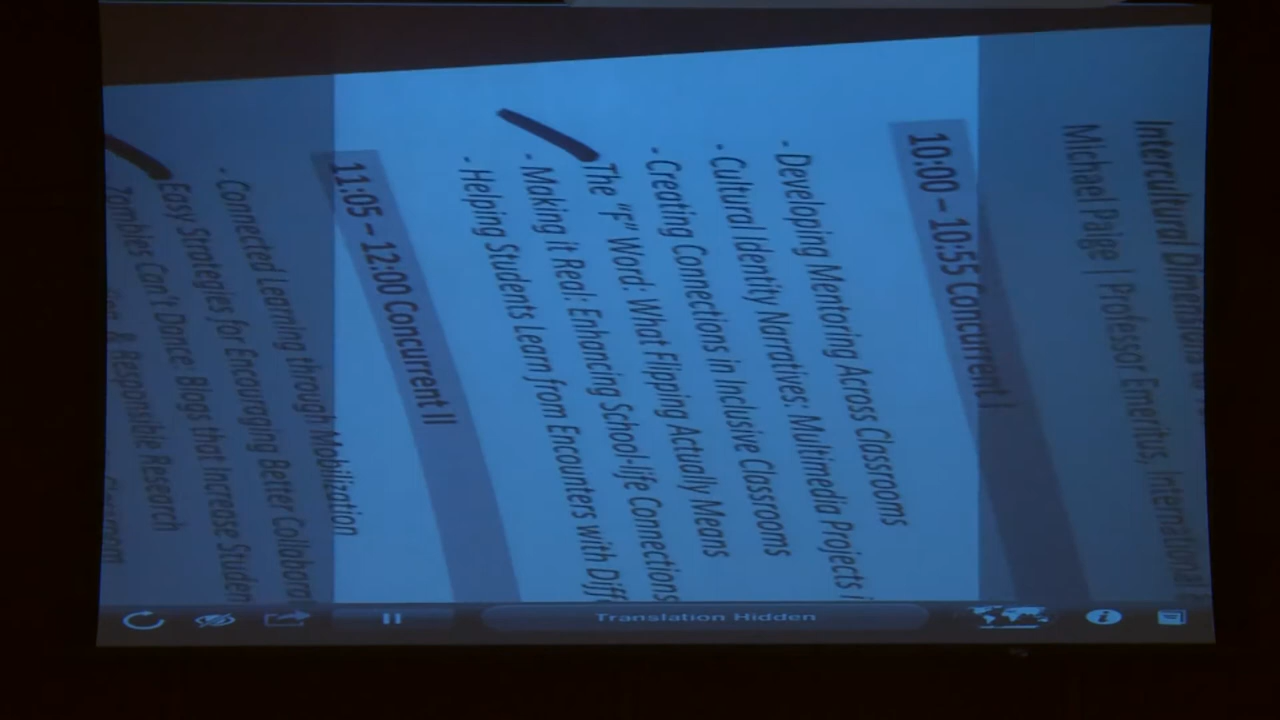 Intercultural Dimensions to
Michael Paige | Professor Emeritus, International
10:00 – 10:55 Concurrent I
- Developing Mentoring Across Classrooms
- Cultural Identity Narratives: Multimedia Projects i
- Creating Connections in Inclusive Classrooms
The "F" Word: What Flipping Actually Means
- Making it Real: Enhancing School-life Connections
- Helping Students Learn from Encounters with Diff
11:05 – 12:00 Concurrent II
- Connected Learning through Mobilization
Easy Strategies for Encouraging Better Collabora
Zombies Can't Dance: Blogs that Increase Studen
& Responsible Research
Translation Hidden